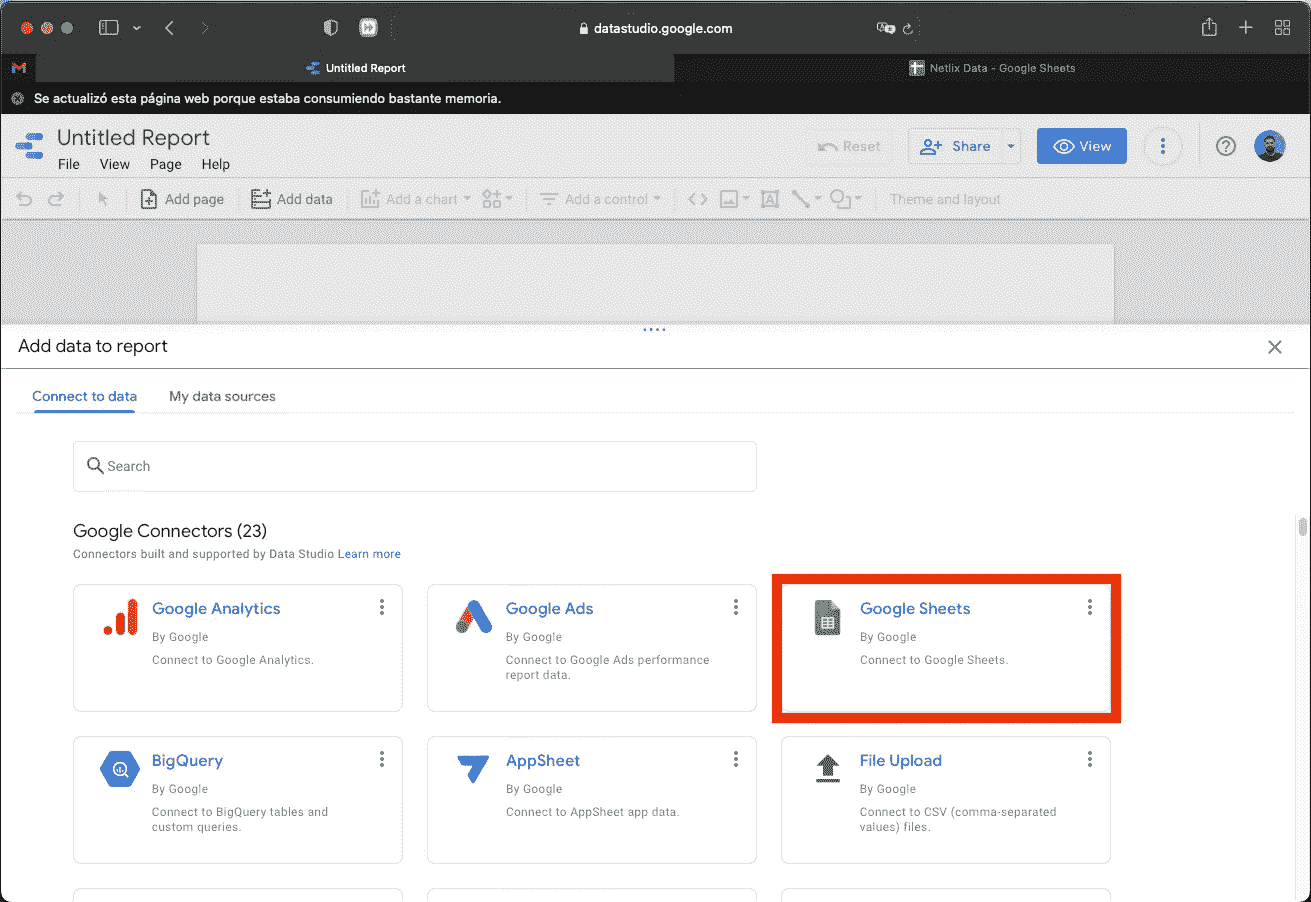 datastudio.google.com
Untitled Report
Netlix Data - Google Sheets
Se actualizó esta página web porque estaba consumiendo bastante memoria.
Untitled Report
File View Page Help
Reset
Share
View
Add page
Add data
Add a chart
Add a control
Theme and layout
Add data to report
Connect to data
My data sources
Search
Google Connectors (23)
Connectors built and supported by Data Studio Learn more
Google Analytics
By Google
Connect to Google Analytics.
Google Ads
By Google
Connect to Google Ads performance
report data.
Google Sheets
By Google
Connect to Google Sheets.
BigQuery
By Google
Connect to BigQuery tables and
custom queries.
AppSheet
By Google
Connect to AppSheet app data.
File Upload
By Google
Connect to CSV (comma-separated
values) files.